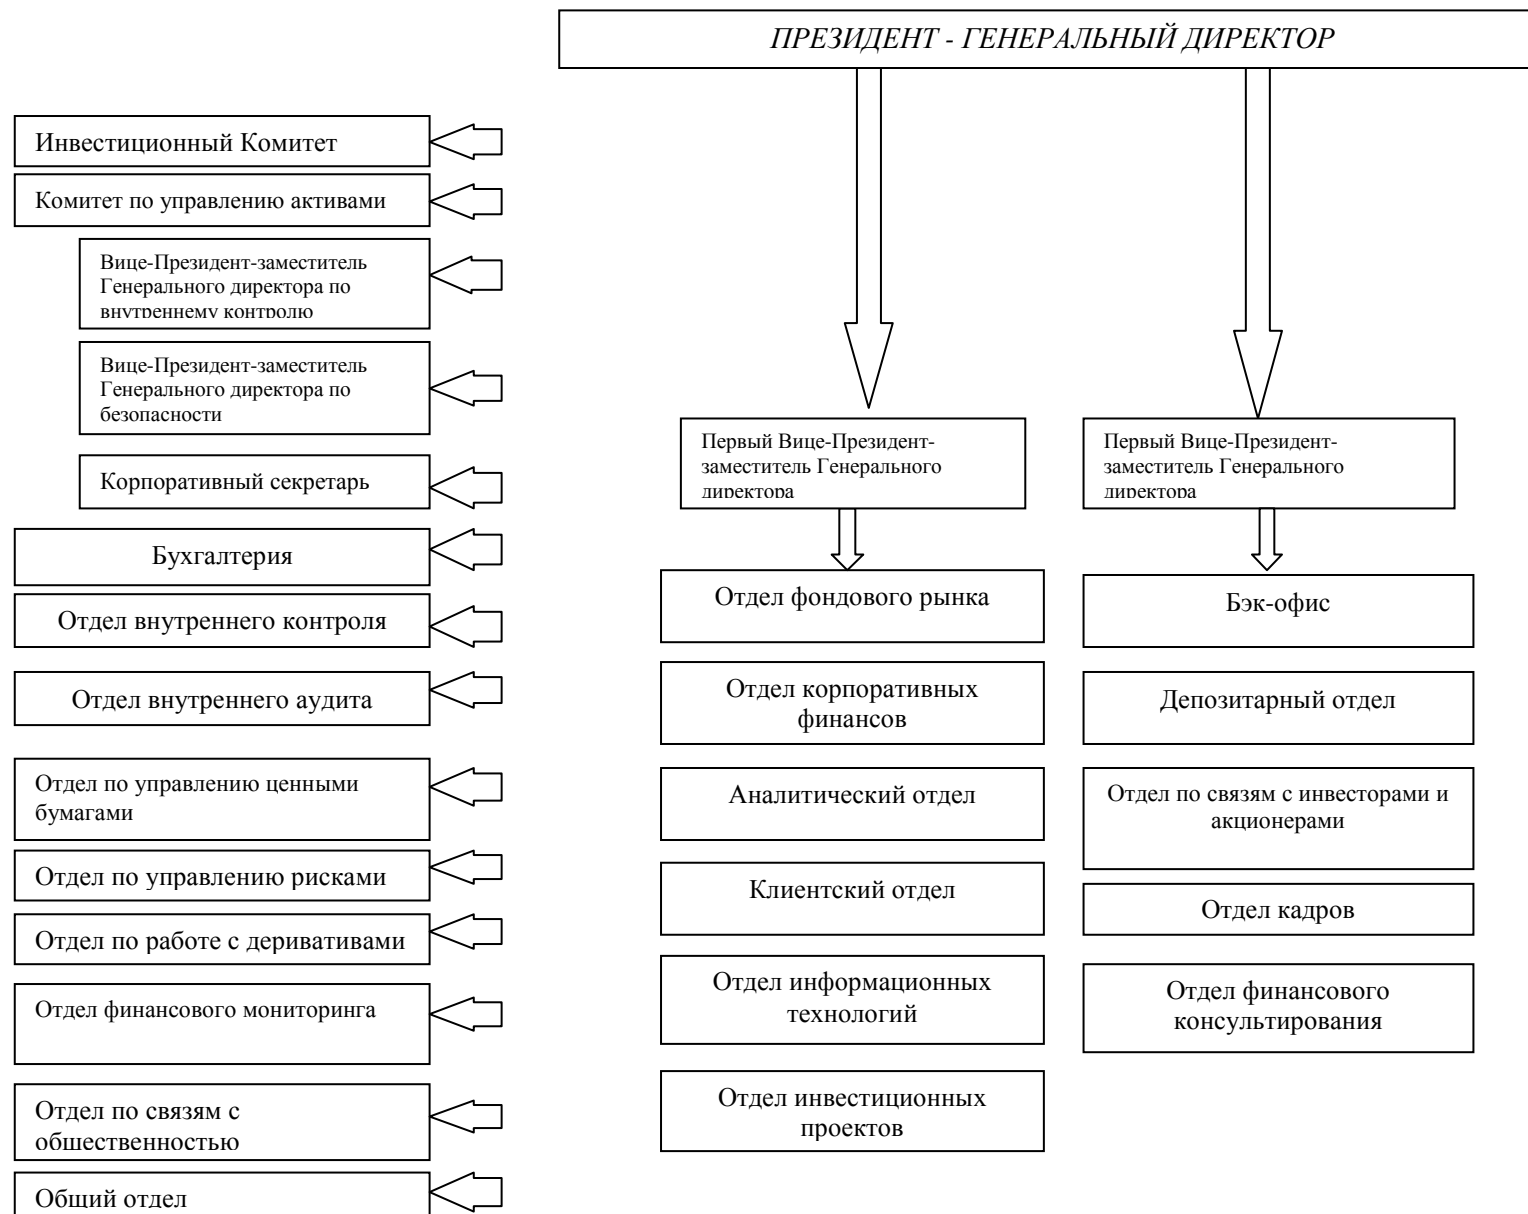 ПРЕЗИДЕНТ - ГЕНЕРАЛЬНЫЙ ДИРЕКТОР
Инвестиционный Комитет
Комитет по управлению активами
Вице-Президент-заместитель
Генерального директора по
внутреннему контролю
Вице-Президент-заместитель
Генерального директора по
безопасности
Корпоративный секретарь
Бухгалтерия
Отдел внутреннего контроля
Отдел внутреннего аудита
Отдел по управлению ценными
бумагами
Отдел по управлению рисками
Отдел по работе с деривативами
Отдел финансового мониторинга
Отдел по связям с
общественностью
Общий отдел
Первый Вице-Президент-
заместитель Генерального
директора
Отдел фондового рынка
Отдел корпоративных
финансов
Аналитический отдел
Клиентский отдел
Отдел информационных
технологий
Отдел инвестиционных
проектов
Первый Вице-Президент-
заместитель Генерального
директора
Бэк-офис
Депозитарный отдел
Отдел по связям с инвесторами и
акционерами
Отдел кадров
Отдел финансового
консультирования